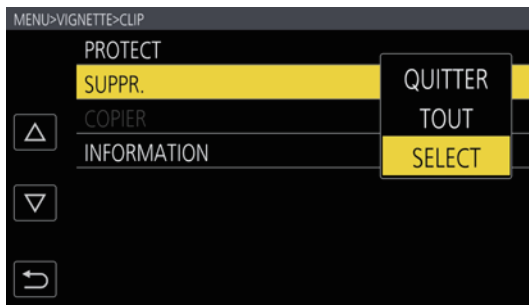 MENU>VIGNETTE>CLIP
PROTECT
SUPPR.
COPIER
INFORMATION
QUITTER
TOUT
SELECT